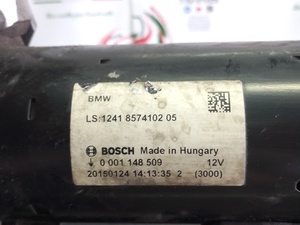 BMW
LS:1241 8574102 05
BOSCH Made in Hungary
0 001 148 509 12V
20150124 14:13:35 2 (3000)